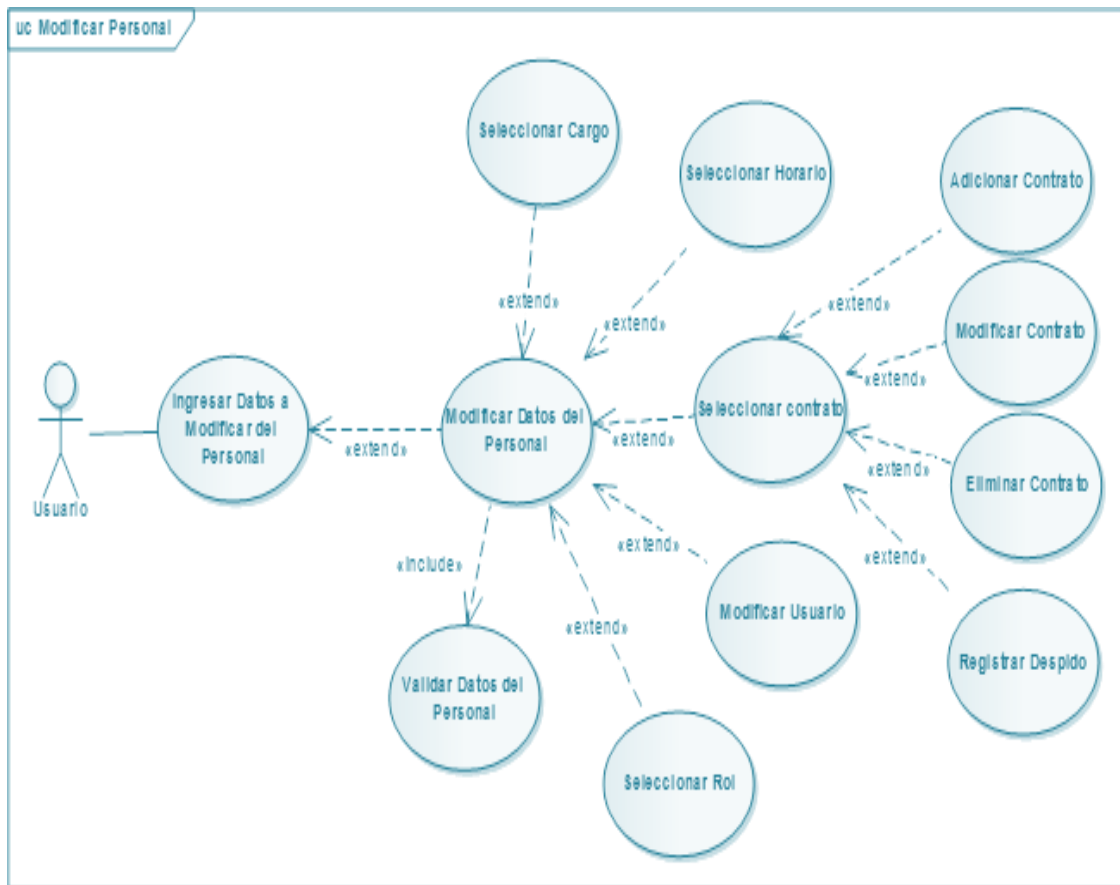 uc Modificar Personal
Seleccionar Cargo
Seleccionar Horario
Adicionar Contrato
«extend»
«extend»
«extend»
Modificar Contrato
Ingresar Datos a
Modificar del
Personal
«extend»
Modificar Datos del
Personal
«extend»
Seleccionar contrato
«extend»
«extend»
Eliminar Contrato
Usuario
«include»
«extend»
«extend»
«extend»
Modificar Usuario
Validar Datos del
Personal
Registrar Despido
Seleccionar Rol